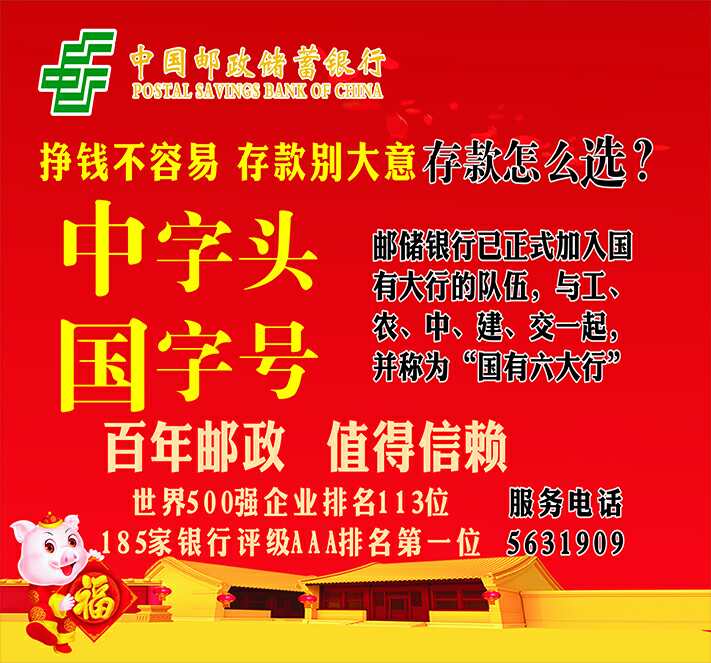 中国邮政储蓄银行
POSTAL SAVINGS BANK OF CHINA
挣钱不容易 存款别大意 存款怎么选？
中字头
国字号
邮储银行已正式加入国
有大行的队伍，与工、
农、中、建、交一起，
并称为“国有六大行”
百年邮政 值得信赖
世界500强企业排名113位
185家银行评级AAA排名第一位
服务电话
5631909
福